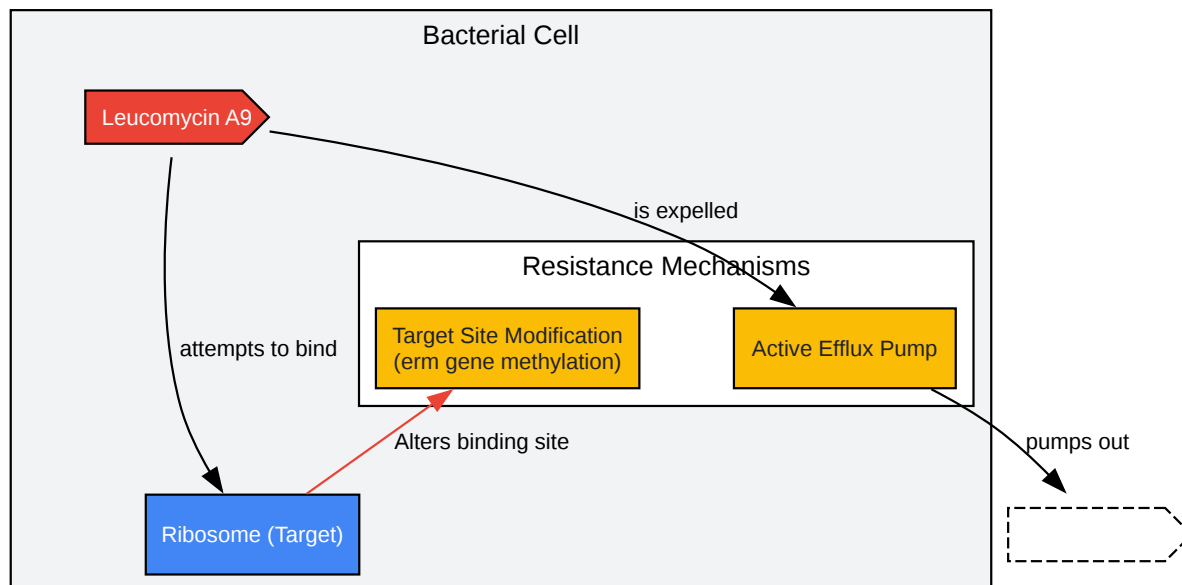 Bacterial Cell
Leucomycin A9
is expelled
Resistance Mechanisms
Target Site Modification
(erm gene methylation)
Active Efflux Pump
attempts to bind
Alters binding site
pumps out
Ribosome (Target)